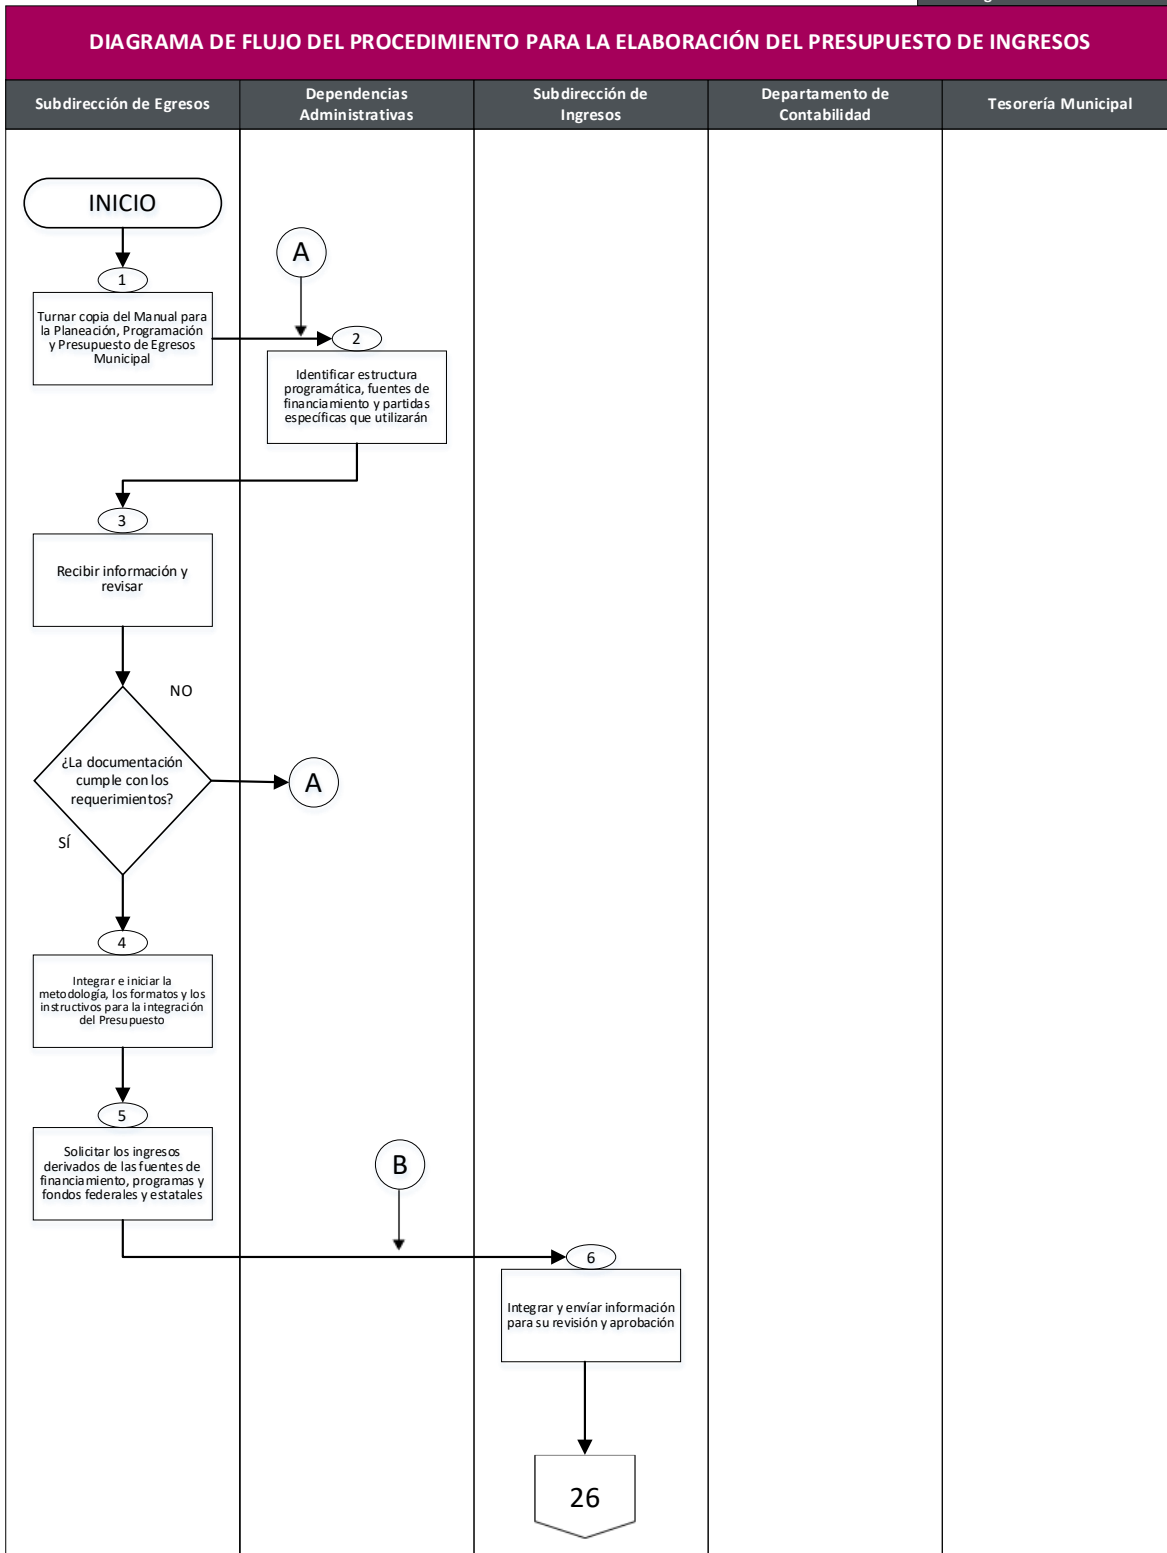 DIAGRAMA DE FLUJO DEL PROCEDIMIENTO PARA LA ELABORACIÓN DEL PRESUPUESTO DE INGRESOS
Subdirección de Egresos
Dependencias
Administrativas
Subdirección de
Ingresos
Departamento de
Contabilidad
Tesorería Municipal
INICIO
A
1
Turnar copia del Manual para
la Planeación, Programación
y Presupuesto de Egresos
Municipal
2
Identificar estructura
programática, fuentes de
financiamiento y partidas
específicas que utilizarán
3
Recibir información y
revisar
NO
¿La documentación
cumple con los
requerimientos?
A
SÍ
4
Integrar e iniciar la
metodología, los formatos y los
instructivos para la integración
del Presupuesto
5
Solicitar los ingresos
derivados de las fuentes de
financiamiento, programas y
fondos federales y estatales
B
6
Integrar y envíar información
para su revisión y aprobación
26